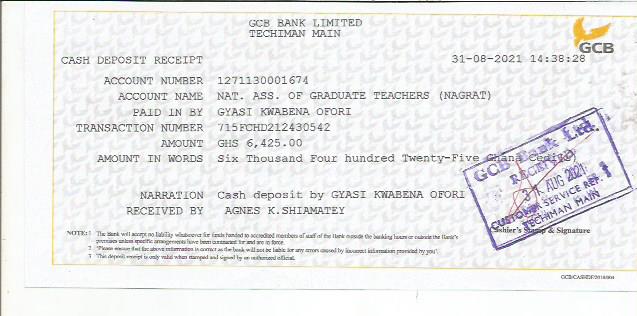 GCB BANK LIMITED
TECHIMAN MAIN
GCB
CASH DEPOSIT RECEIPT 31-08-2021 14:38:28
ACCOUNT NUMBER 1271130001674
ACCOUNT NAME NAT. ASS. OF GRADUATE TEACHERS (NAGRAT)
PAID IN BY GYASI KWABENA OFORI
TRANSACTION NUMBER 715FCHD212430542
AMOUNT GHS 6,425.00
AMOUNT IN WORDS Six Thousand Four hundred Twenty-Five Ghana Cedi(s)
NARRATION Cash deposit by GYASI KWABENA OFORI
RECEIVED BY AGNES K.SHIAMATEY
GCB Bank Ltd.
RECEIVED
31 AUG 2021
CUSTOMER SERVICE REP. 1
TECHIMAN MAIN
Cashier's Stamp & Signature
NOTE: 1 The Bank will accept no liability whatsoever for funds handed to accredited members of staff of the Bank outside the banking hours or outside the Bank's
premises unless specific arrangements have been contracted for and are in force.
2 "Please ensure that the above information is correct as the bank will not be liable for any errors caused by incorrect information provided by you".
3 This deposit receipt is only valid when stamped and signed by an authorized official.